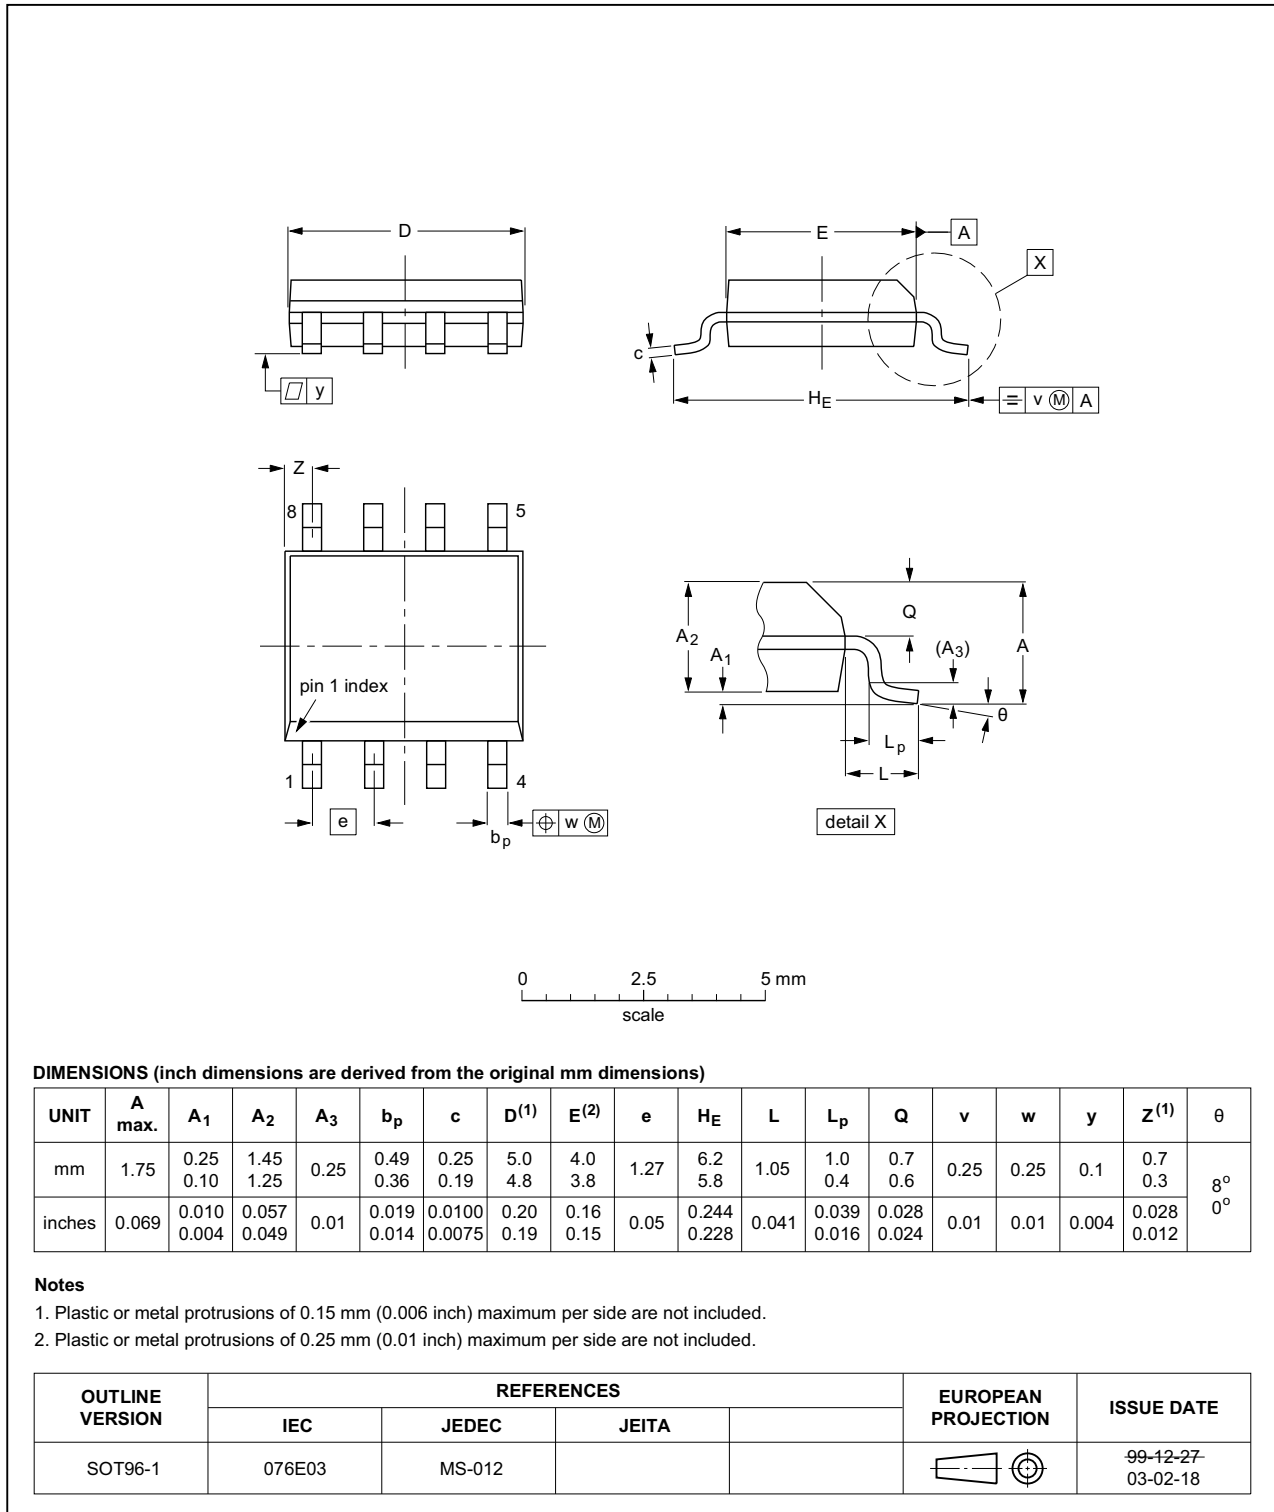 D
E
A
X
c
y
HE
v M A
Z
8
5
pin 1 index
1
4
e
bp
w M
A2
A1
Q
(A3)
A
θ
Lp
L
detail X
0 2.5 5 mm
scale
DIMENSIONS (inch dimensions are derived from the original mm dimensions)
UNIT A max. A1 A2 A3 bp c D(1) E(2) e HE L Lp Q v w y Z(1) θ
mm 1.75 0.25 0.10 1.45 1.25 0.25 0.49 0.36 0.25 0.19 5.0 4.8 4.0 3.8 1.27 6.2 5.8 1.05 1.0 0.4 0.7 0.6 0.25 0.25 0.1 0.7 0.3 8o 0o
inches 0.069 0.010 0.004 0.057 0.049 0.01 0.019 0.014 0.0100 0.0075 0.20 0.19 0.16 0.15 0.05 0.244 0.228 0.041 0.039 0.016 0.028 0.024 0.01 0.01 0.004 0.028 0.012
Notes
1. Plastic or metal protrusions of 0.15 mm (0.006 inch) maximum per side are not included.
2. Plastic or metal protrusions of 0.25 mm (0.01 inch) maximum per side are not included.
OUTLINE VERSION REFERENCES EUROPEAN PROJECTION ISSUE DATE
IEC JEDEC JEITA
SOT96-1 076E03 MS-012 99-12-27
03-02-18